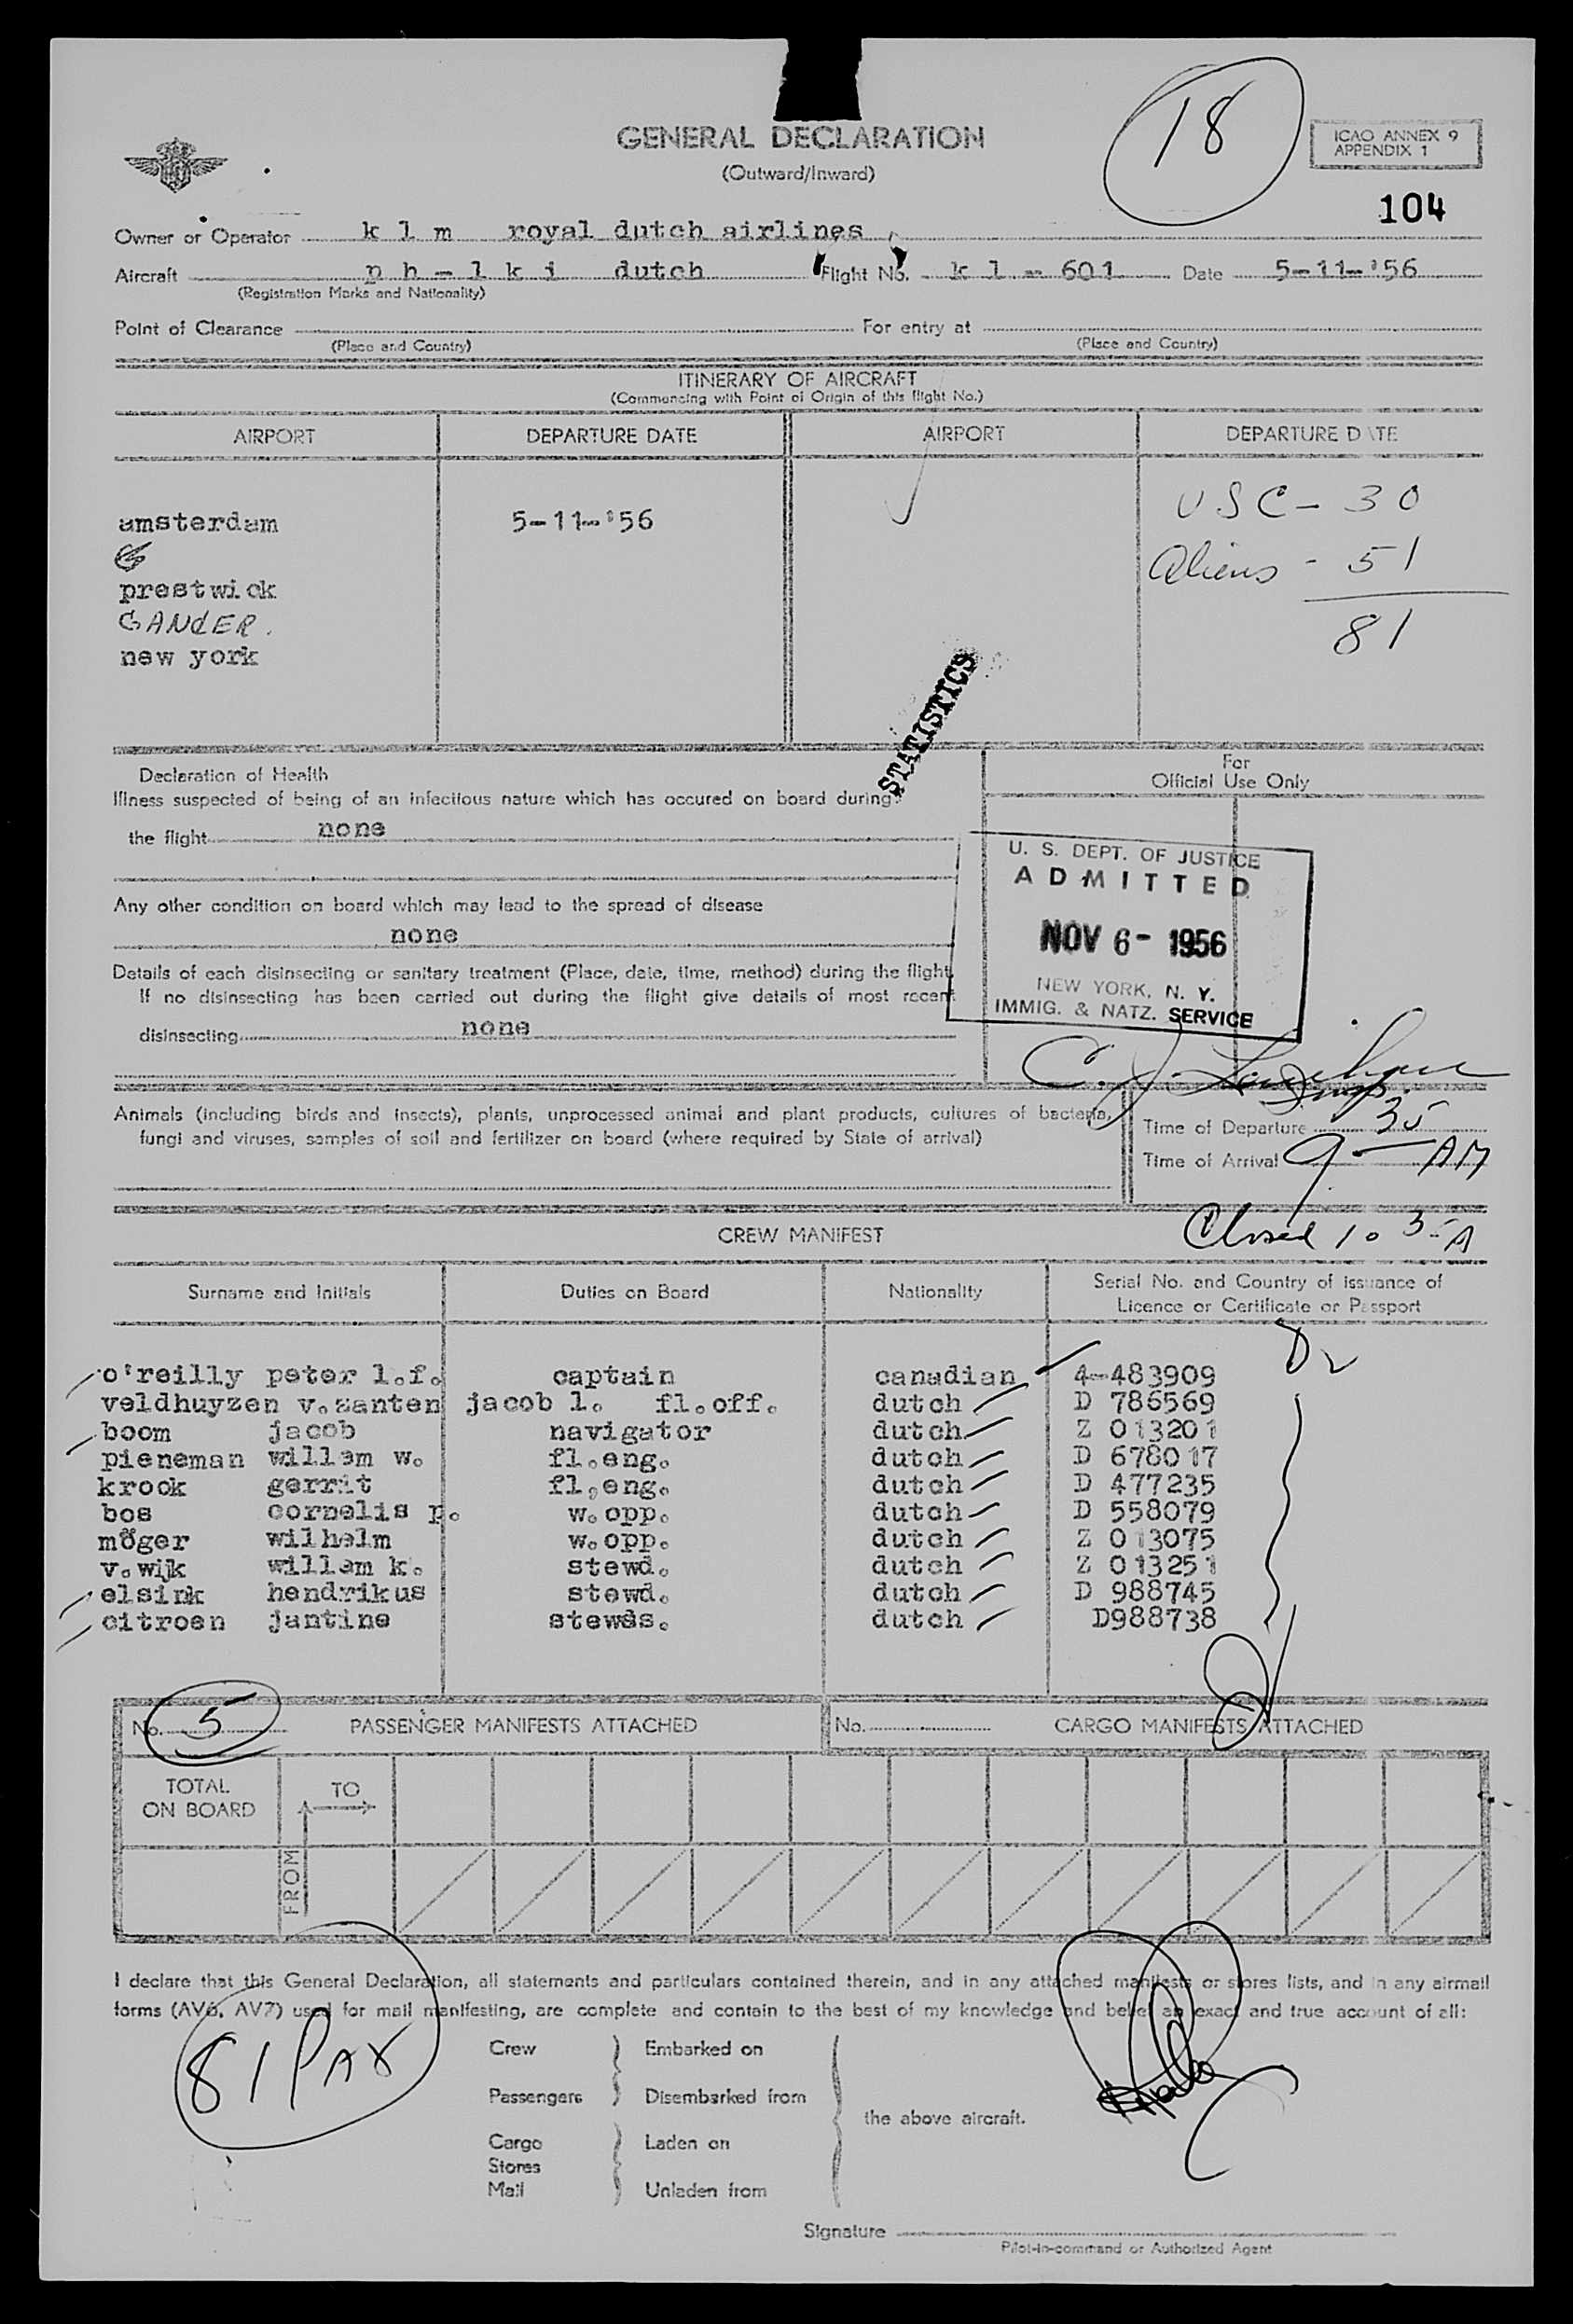 18
GENERAL DECLARATION
(Outward/Inward)
ICAO ANNEX 9
APPENDIX 1
104
Owner or Operator k l m royal dutch airlines
Aircraft p h - l k i dutch Flight No. k l - 601 Date 5-11-'56
(Registration Marks and Nationality)
Point of Clearance For entry at
(Place and Country) (Place and Country)
ITINERARY OF AIRCRAFT
(Commencing with Point of Origin of this flight No.)
AIRPORT DEPARTURE DATE AIRPORT DEPARTURE DATE
amsterdam 5-11-'56 USC - 30
Aliens - 51
prestwick
GANDER. 81
new york
STATISTICS
Declaration of Health
Illness suspected of being of an infectious nature which has occured on board during
the flight none
Any other condition on board which may lead to the spread of disease
none
Details of each disinsecting or sanitary treatment (Place, date, time, method) during the flight.
If no disinsecting has been carried out during the flight give details of most recent
disinsecting none
For
Official Use Only
U. S. DEPT. OF JUSTICE
ADMITTED
NOV 6 - 1956
NEW YORK, N. Y.
IMMIG. & NATZ. SERVICE
Animals (including birds and insects), plants, unprocessed animal and plant products, cultures of bacteria,
fungi and viruses, samples of soil and fertilizer on board (where required by State of arrival)
Time of Departure
Time of Arrival 9 35 AM
Closed 10 35 A
CREW MANIFEST
Surname and Initials Duties on Board Nationality Serial No. and Country of issuance of
Licence or Certificate or Passport
o'reilly peter l.f. captain canadian 4-483909
veldhuyzen v.zanten jacob l. fl.off. dutch D 786569
boom jacob navigator dutch Z 013201
pieneman willem w. fl.eng. dutch D 678017
krook gerrit fl,eng. dutch D 477235
bos cornelis p. w.opp. dutch D 558079
möger wilhelm w.opp. dutch Z 013075
v.wijk willem k. stewd. dutch Z 013251
elsink hendrikus stewd. dutch D 988745
citroen jantine stewds. dutch D988738
No. 5 PASSENGER MANIFESTS ATTACHED No. CARGO MANIFESTS ATTACHED
TOTAL
ON BOARD
TO
FROM
I declare that this General Declaration, all statements and particulars contained therein, and in any attached manifests or stores lists, and in any airmail
forms (AV6, AV7) used for mail manifesting, are complete and contain to the best of my knowledge and belief an exact and true account of all:
81 PAX
Crew Embarked on
Passengers Disembarked from
the above aircraft.
Cargo Laden on
Stores
Mail Unladen from
Signature
Pilot-in-command or Authorized Agent